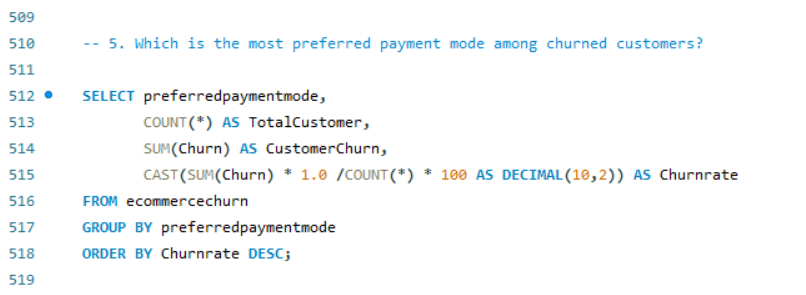 509
510 -- 5. Which is the most preferred payment mode among churned customers?
511
512 SELECT preferredpaymentmode,
513 COUNT(*) AS TotalCustomer,
514 SUM(Churn) AS CustomerChurn,
515 CAST(SUM(Churn) * 1.0 /COUNT(*) * 100 AS DECIMAL(10,2)) AS Churnrate
516 FROM ecommercechurn
517 GROUP BY preferredpaymentmode
518 ORDER BY Churnrate DESC;
519